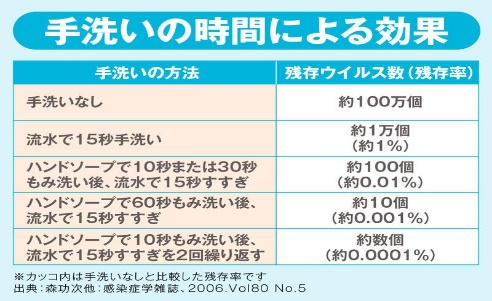 手洗いの時間による効果
手洗いの方法
残存ウイルス数（残存率）
手洗いなし
約100万個
流水で15秒手洗い
約1万個
（約1%）
ハンドソープで10秒または30秒
もみ洗い後、流水で15秒すすぎ
約100個
（約0.01%）
ハンドソープで60秒もみ洗い後、
流水で15秒すすぎ
約10個
（約0.001%）
ハンドソープで10秒もみ洗い後、
流水で15秒すすぎを2回繰り返す
約数個
（約0.0001%）
※カッコ内は手洗いなしと比較した残存率です
出典：森功次他：感染症学雑誌、2006.Vol80 No.5